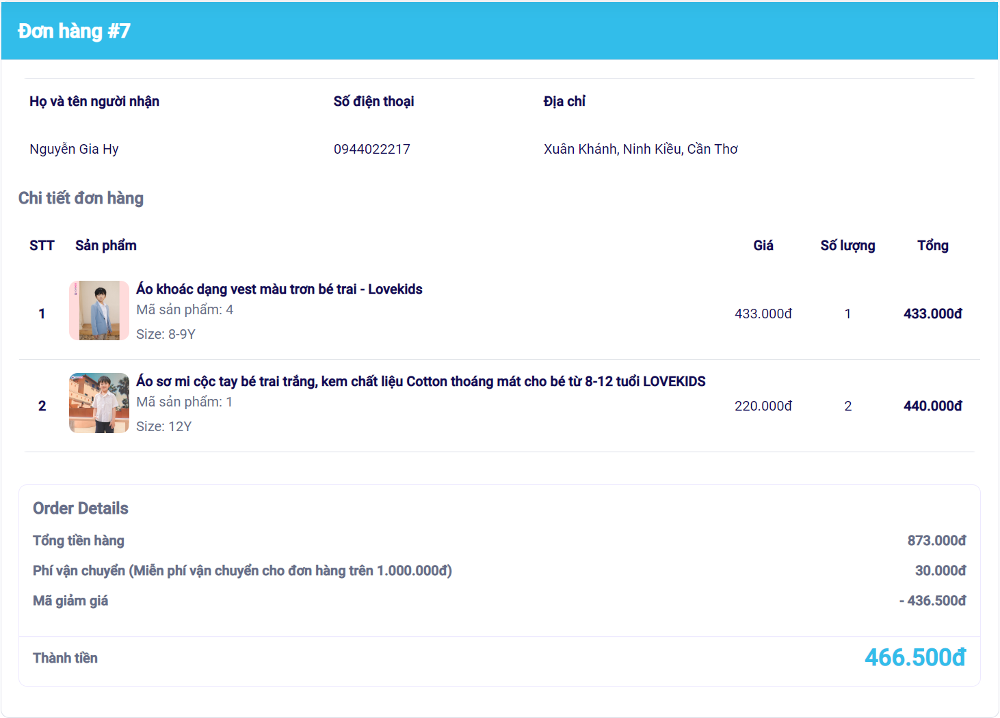 Đơn hàng #7
Họ và tên người nhận Số điện thoại Địa chỉ
Nguyễn Gia Hy 0944022217 Xuân Khánh, Ninh Kiều, Cần Thơ
Chi tiết đơn hàng
STT Sản phẩm Giá Số lượng Tổng
Áo khoác dạng vest màu trơn bé trai - Lovekids
Mã sản phẩm: 4
1 433.000đ 1 433.000đ
Size: 8-9Y
Áo sơ mi cộc tay bé trai trắng, kem chất liệu Cotton thoáng mát cho bé từ 8-12 tuổi LOVEKIDS
Mã sản phẩm: 1
2 220.000đ 2 440.000đ
Size: 12Y
Order Details
Tổng tiền hàng 873.000đ
Phí vận chuyển (Miễn phí vận chuyển cho đơn hàng trên 1.000.000đ) 30.000đ
Mã giảm giá - 436.500đ
Thành tiền 466.500đ